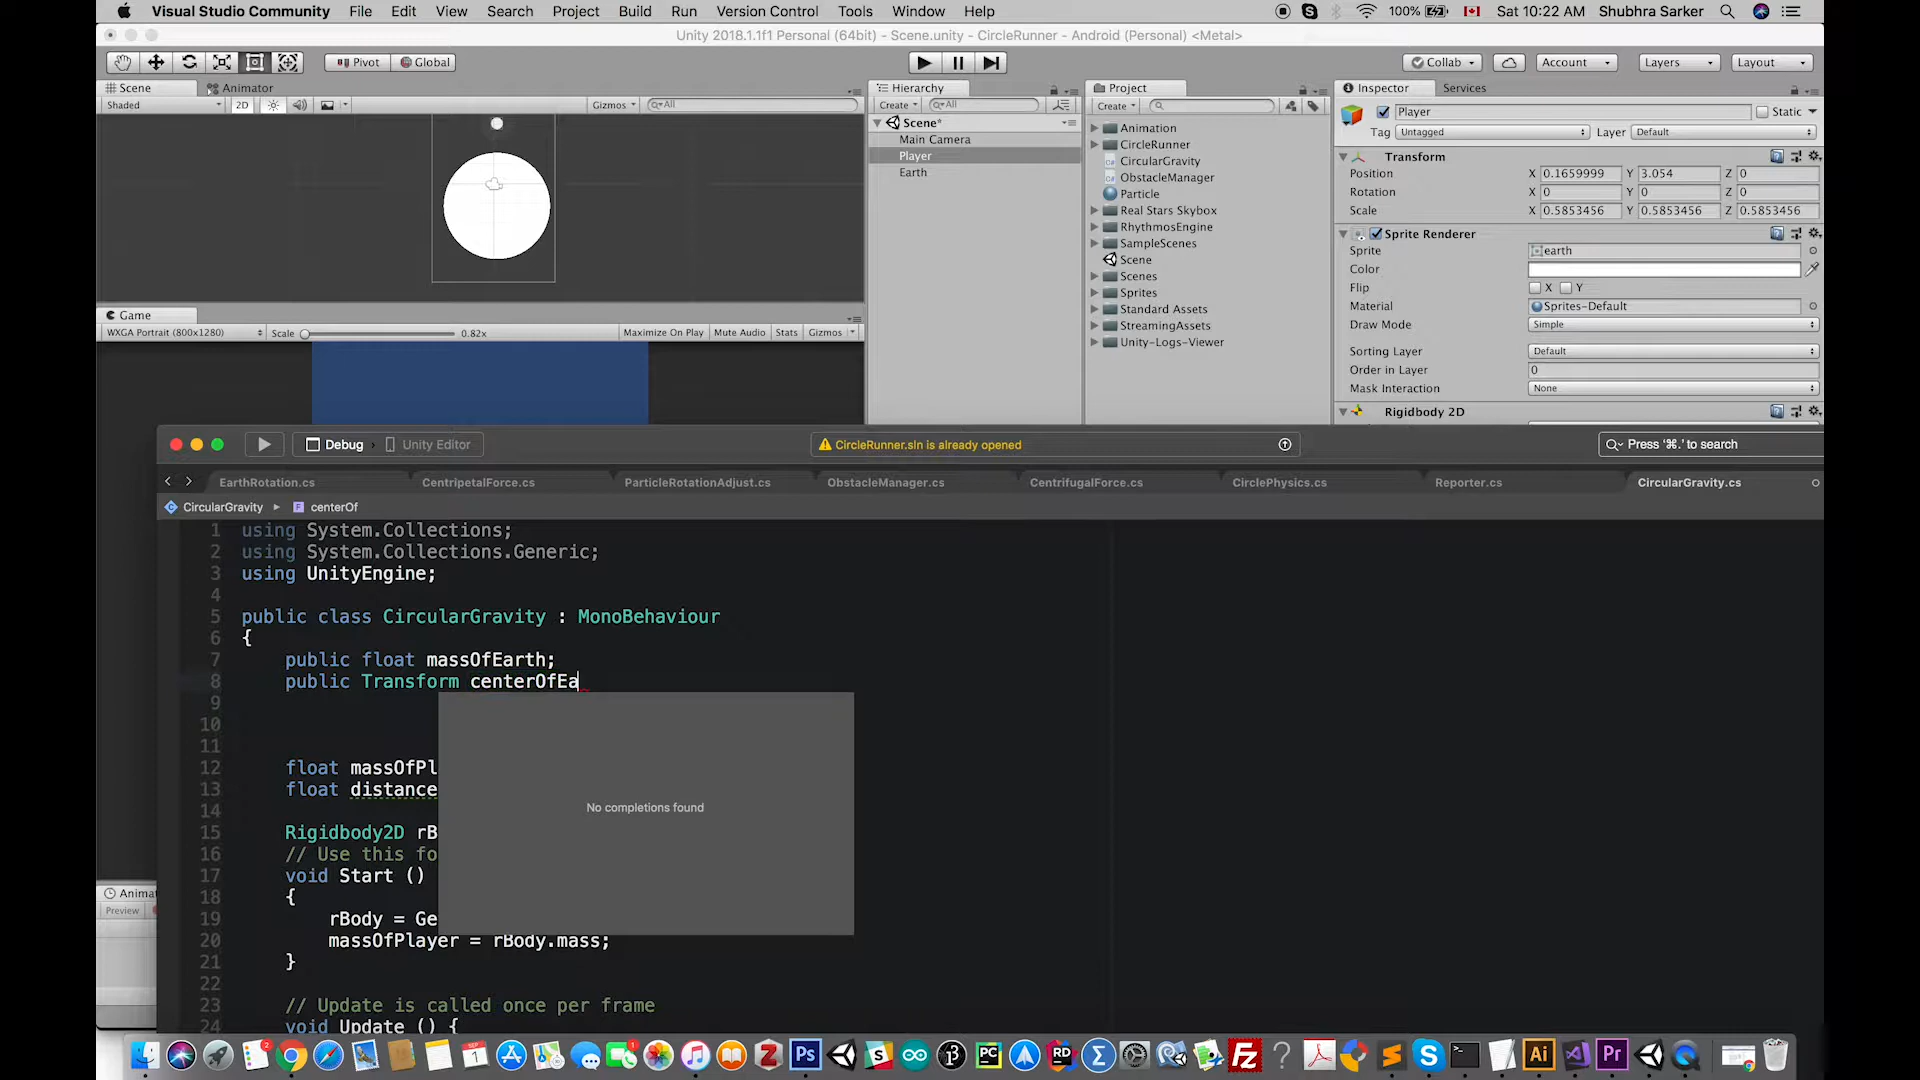 Visual Studio Community File Edit View Search Project Build Run Version Control Tools Window Help 100% Sat 10:22 AM Shubhra Sarker
Unity 2018.1.1f1 Personal (64bit) - Scene.unity - CircleRunner - Android (Personal) <Metal>
Pivot Global Collab Account Layers Layout
Scene Animator Hierarchy Project Inspector Services
Shaded 2D Gizmos All Create All Create
Player Static
Tag Untagged Layer Default
Scene*
Main Camera
Player
Earth
Animation
CircleRunner
CircularGravity
ObstacleManager
Particle
Real Stars Skybox
RhythmosEngine
SampleScenes
Scene
Scenes
Sprites
Standard Assets
StreamingAssets
Unity-Logs-Viewer
Transform
Position X 0.1659999 Y 3.054 Z 0
Rotation X 0 Y 0 Z 0
Scale X 0.5853456 Y 0.5853456 Z 0.5853456
Sprite Renderer
Sprite earth
Color
Flip X Y
Material Sprites-Default
Draw Mode Simple
Sorting Layer Default
Order in Layer 0
Mask Interaction None
Rigidbody 2D
Game
WXGA Portrait (800x1280) Scale 0.82x Maximize On Play Mute Audio Stats Gizmos
Debug Unity Editor CircleRunner.sln is already opened Press '⌘.' to search
EarthRotation.cs CentripetalForce.cs ParticleRotationAdjust.cs ObstacleManager.cs CentrifugalForce.cs CirclePhysics.cs Reporter.cs CircularGravity.cs
CircularGravity centerOf
1 using System.Collections;
2 using System.Collections.Generic;
3 using UnityEngine;
4
5 public class CircularGravity : MonoBehaviour
6 {
7 public float massOfEarth;
8 public Transform centerOfEa
9
10
11
12 float massOfPl
13 float distance
14
15 Rigidbody2D rB
16 // Use this fo
17 void Start ()
18 {
19 rBody = Ge
20 massOfPlayer = rBody.mass;
21 }
22
23 // Update is called once per frame
24 void Update () {
No completions found
Animat
Preview